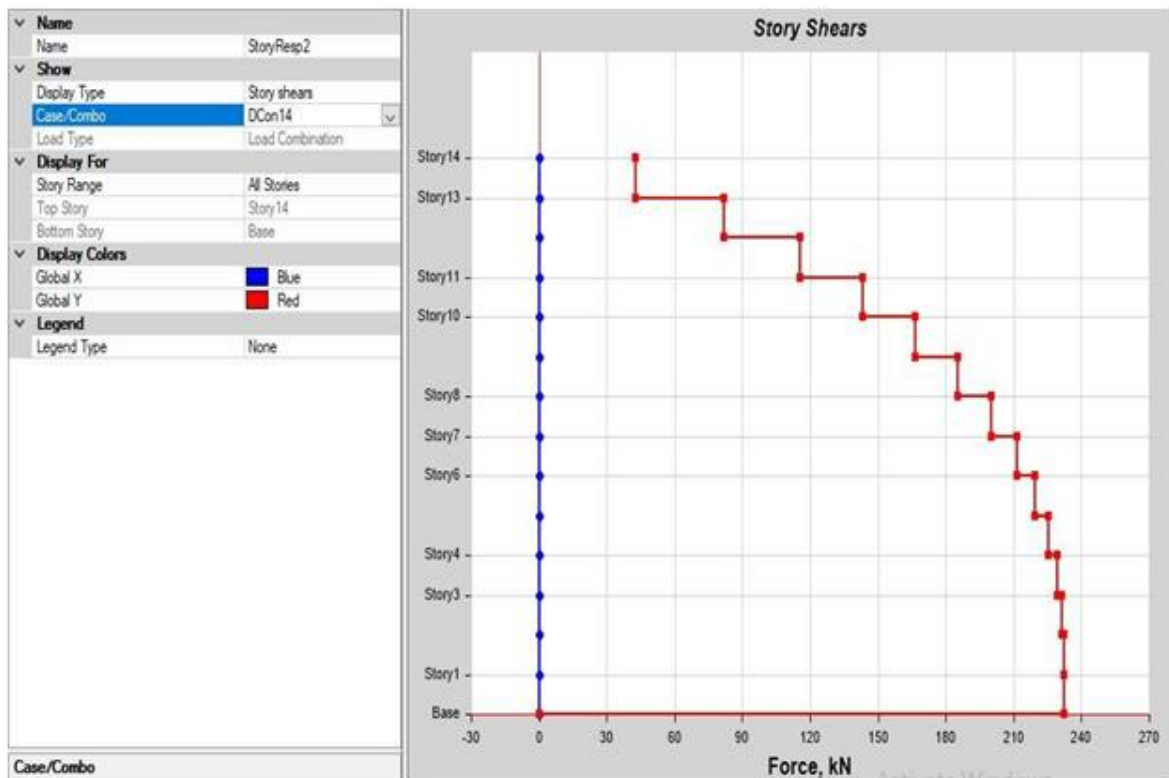 Name
Name StoryResp2
Show
Display Type Story shears
Case/Combo DCon14
Load Type Load Combination
Display For
Story Range All Stories
Top Story Story14
Bottom Story Base
Display Colors
Global X Blue
Global Y Red
Legend
Legend Type None
Case/Combo
Story Shears
Story14
Story13
Story11
Story10
Story8
Story7
Story6
Story4
Story3
Story1
Base
-30 0 30 60 90 120 150 180 210 240 270
Force, kN
Activate Window